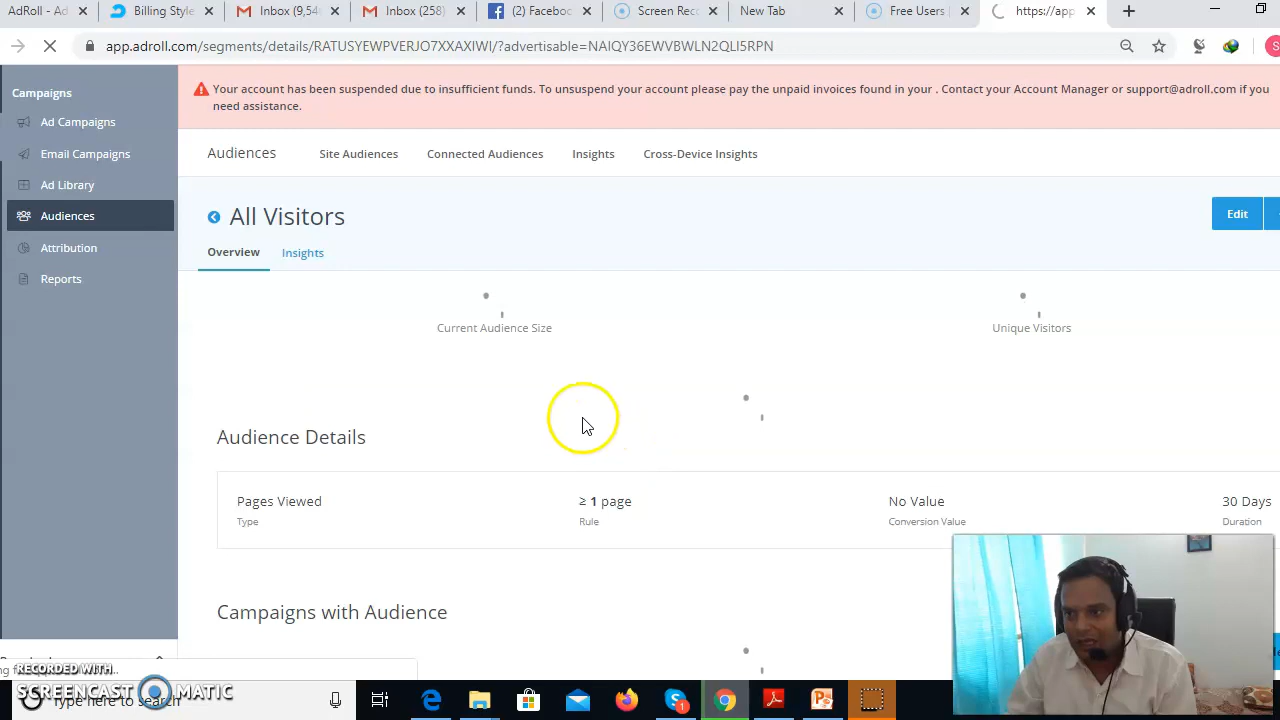 AdRoll - Ad
Billing Style
Inbox (9,54
Inbox (258)
(2) Faceboc
Screen Rec
New Tab
Free Users |
https://app
app.adroll.com/segments/details/RATUSYEWPVERJO7XXAXIWI/?advertisable=NAIQY36EWVBWLN2QLI5RPN
S
Campaigns
Ad Campaigns
Email Campaigns
Ad Library
Audiences
Attribution
Reports
Your account has been suspended due to insufficient funds. To unsuspend your account please pay the unpaid invoices found in your . Contact your Account Manager or support@adroll.com if you
need assistance.
Audiences
Site Audiences
Connected Audiences
Insights
Cross-Device Insights
All Visitors
Edit
Overview
Insights
Current Audience Size
Unique Visitors
Audience Details
Pages Viewed
Type
≥ 1 page
Rule
No Value
Conversion Value
30 Days
Duration
Campaigns with Audience
RECORDED WITH
SCREENCAST MATIC
Type here to search
1